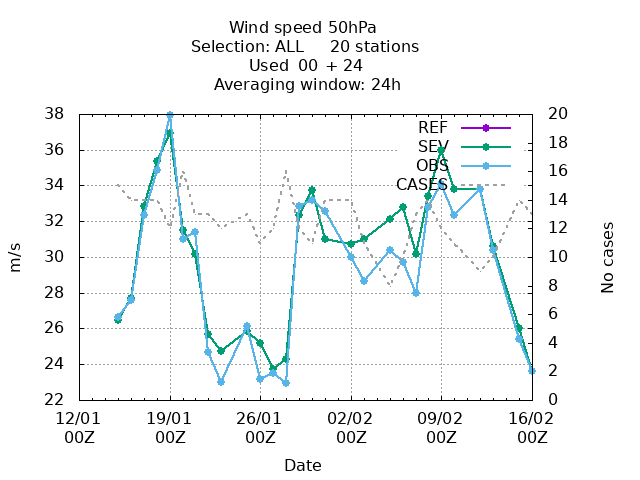 Wind speed 50hPa
Selection: ALL     20 stations
Used  00  + 24
Averaging window: 24h
38
36
34
32
30
28
26
24
22
20
18
16
14
12
10
8
6
4
2
0
REF
SEV
OBS
CASES
m/s
No cases
12/01 19/01 26/01 02/02 09/02 16/02
00Z 00Z 00Z 00Z 00Z 00Z
Date